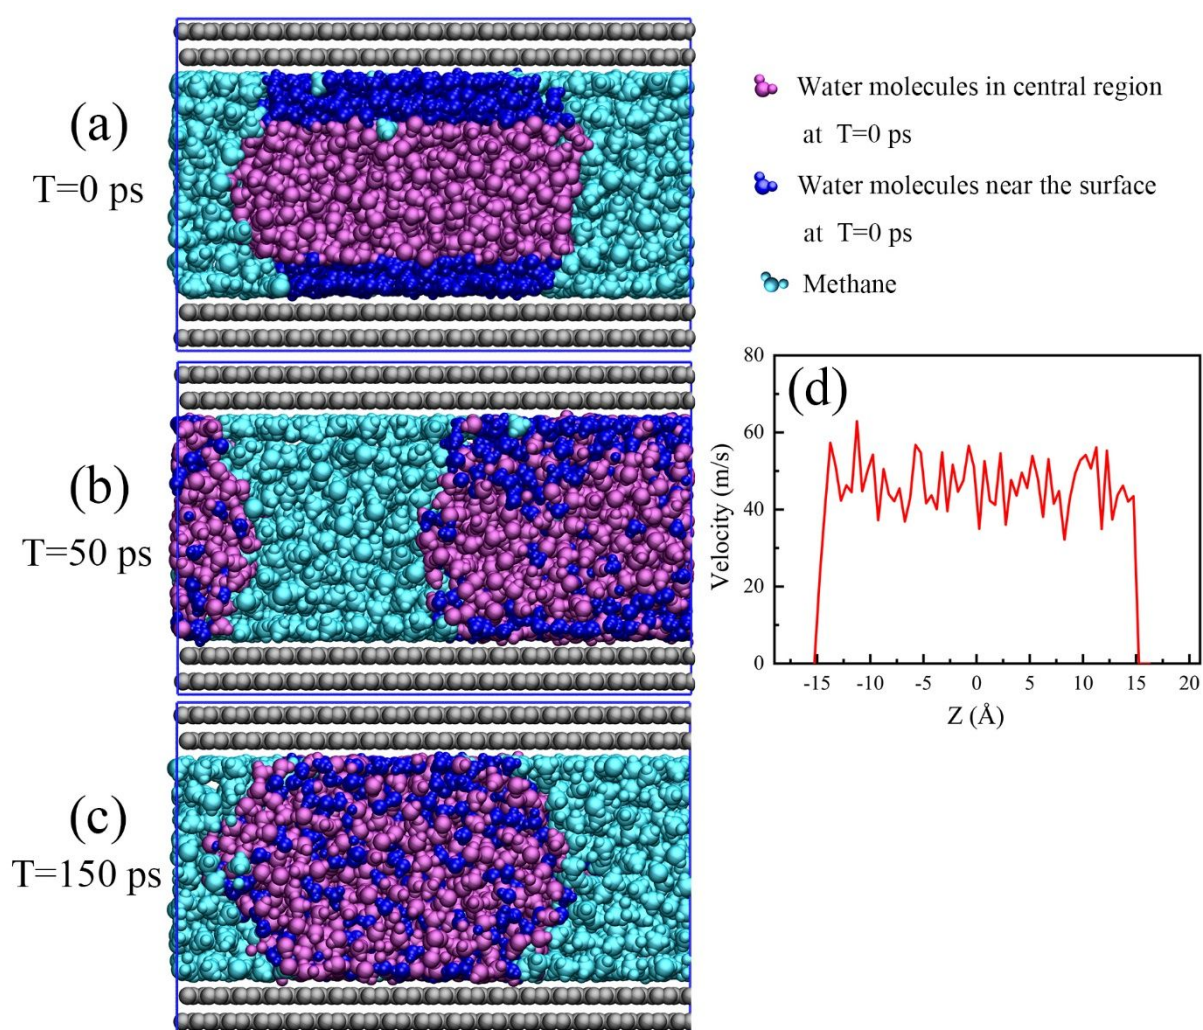 (a)
T=0 ps
Water molecules in central region
at T=0 ps
Water molecules near the surface
at T=0 ps
Methane
(b)
T=50 ps
(c)
T=150 ps
(d)
80
60
40
20
0
Velocity (m/s)
-15 -10 -5 0 5 10 15 20
Z (Å)